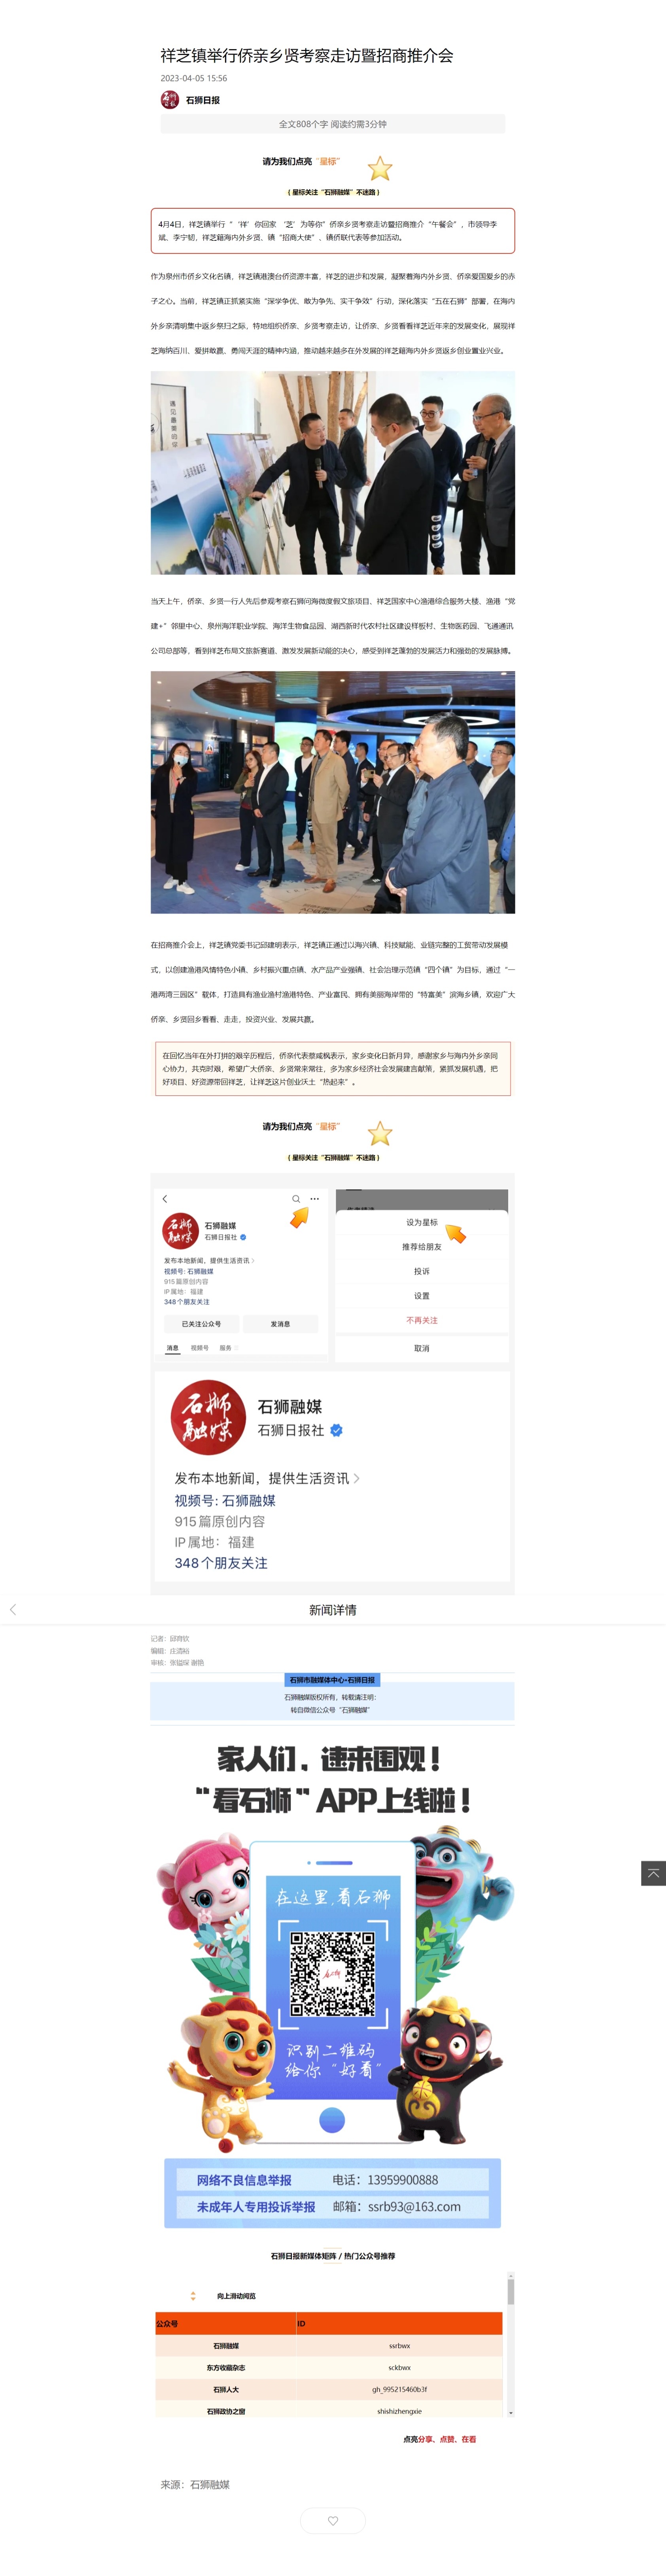 祥芝镇举行侨亲乡贤考察走访暨招商推介会
2023-04-05 15:56
石狮日报
全文808个字 阅读约需3分钟
请为我们点亮“星标”
（ 星标关注“石狮融媒”不迷路 ）
4月4日，祥芝镇举行“‘祥’你回家 ‘芝’为等你”侨亲乡贤考察走访暨招商推介“午餐会”，市领导李
斌、李宁韧，祥芝籍海内外乡贤、镇“招商大使”、镇侨联代表等参加活动。
作为泉州市侨乡文化名镇，祥芝镇港澳台侨资源丰富，祥芝的进步和发展，凝聚着海内外乡贤、侨亲爱国爱乡的赤
子之心。当前，祥芝镇正抓紧实施“深学争优、敢为争先、实干争效”行动，深化落实“五在石狮”部署，在海内
外乡亲清明集中返乡祭扫之际，特地组织侨亲、乡贤考察走访，让侨亲、乡贤看看祥芝近年来的发展变化，展现祥
芝海纳百川、爱拼敢赢、勇闯天涯的精神内涵，推动越来越多在外发展的祥芝籍海内外乡贤返乡创业置业兴业。
当天上午，侨亲、乡贤一行人先后参观考察石狮问海微度假文旅项目、祥芝国家中心渔港综合服务大楼、渔港“党
建+”邻里中心、泉州海洋职业学院、海洋生物食品园、湖西新时代农村社区建设样板村、生物医药园、飞通通讯
公司总部等，看到祥芝布局文旅新赛道、激发发展新动能的决心，感受到祥芝蓬勃的发展活力和强劲的发展脉搏。
在招商推介会上，祥芝镇党委书记邱建明表示，祥芝镇正通过以海兴镇、科技赋能、业链完整的工贸带动发展模
式，以创建渔港风情特色小镇、乡村振兴重点镇、水产品产业强镇、社会治理示范镇“四个镇”为目标，通过“一
港两湾三园区”载体，打造具有渔业渔村渔港特色、产业富民、拥有美丽海岸带的“特富美”滨海乡镇，欢迎广大
侨亲、乡贤回乡看看、走走，投资兴业、发展共赢。
在回忆当年在外打拼的艰辛历程后，侨亲代表蔡咸枫表示，家乡变化日新月异，感谢家乡与海内外乡亲同
心协力，共克时艰，希望广大侨亲、乡贤常来常往，多为家乡经济社会发展建言献策，紧抓发展机遇，把
好项目、好资源带回祥芝，让祥芝这片创业沃土“热起来”。
请为我们点亮“星标”
（ 星标关注“石狮融媒”不迷路 ）
石狮融媒
石狮日报社
发布本地新闻，提供生活资讯
视频号: 石狮融媒
915篇原创内容
IP属地：福建
348个朋友关注
已关注公众号 发消息
消息 视频号 服务
设为星标
推荐给朋友
投诉
设置
不再关注
取消
石狮融媒
石狮融媒
石狮日报社
发布本地新闻，提供生活资讯
视频号: 石狮融媒
915篇原创内容
IP属地：福建
348个朋友关注
新闻详情
石狮市融媒体中心•石狮日报
石狮融媒版权所有，转载请注明：
转自微信公众号“石狮融媒”
家人们，速来围观！
“看石狮”APP上线啦！
在这里，看石狮
识别二维码
给你“好看”
网络不良信息举报 电话：13959900888
未成年人专用投诉举报 邮箱：ssrb93@163.com
石狮日报新媒体矩阵 / 热门公众号推荐
向上滑动阅览
公众号 ID
石狮融媒 ssrbwx
东方收藏杂志 sckbwx
石狮人大 gh_995215460b3f
石狮政协之窗 shishizhengxie
点亮分享、点赞、在看
来源：石狮融媒